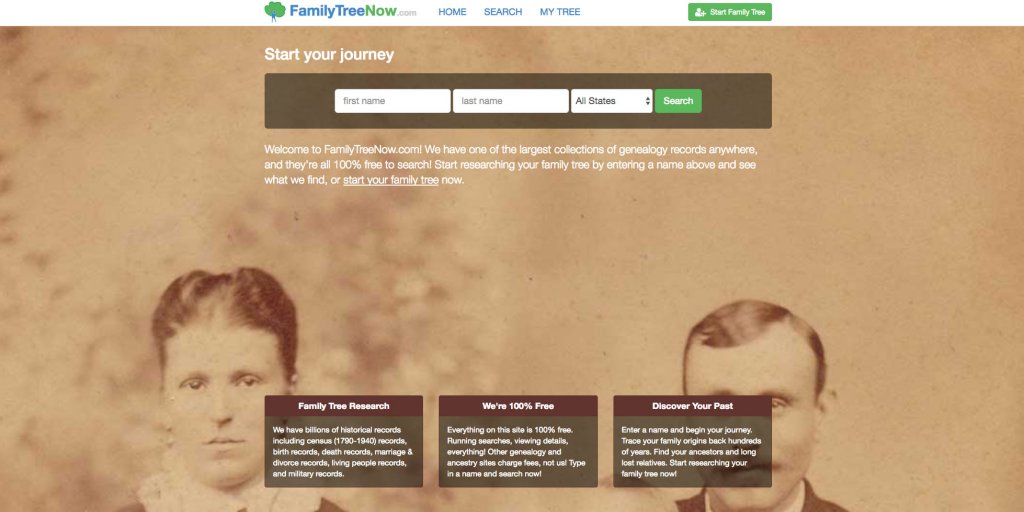 FamilyTreeNow.com HOME SEARCH MY TREE Start Family Tree
Start your journey
first name last name All States Search
Welcome to FamilyTreeNow.com! We have one of the largest collections of genealogy records anywhere,
and they're all 100% free to search! Start researching your family tree by entering a name above and see
what we find, or start your family tree now.
Family Tree Research
We have billions of historical records
including census (1790-1940) records,
birth records, death records, marriage &
divorce records, living people records,
and military records.
We're 100% Free
Everything on this site is 100% free.
Running searches, viewing details,
everything! Other genealogy and
ancestry sites charge fees, not us! Type
in a name and search now!
Discover Your Past
Enter a name and begin your journey.
Trace your family origins back hundreds
of years. Find your ancestors and long
lost relatives. Start researching your
family tree now!